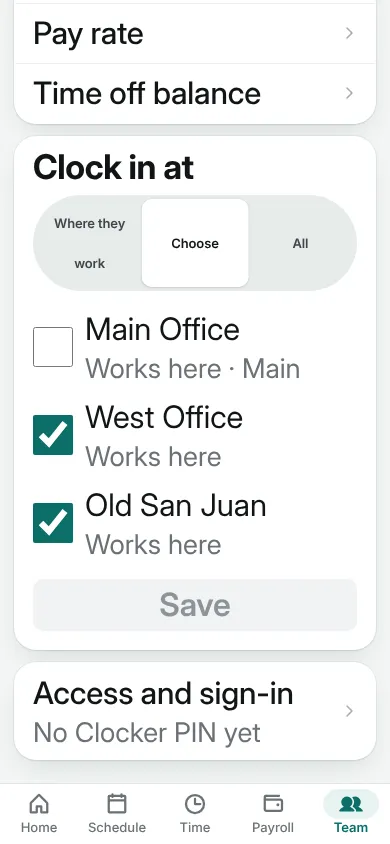 Pay rate
Time off balance
Clock in at
Where they
work
Choose
All
Main Office
Works here · Main
West Office
Works here
Old San Juan
Works here
Save
Access and sign-in
No Clocker PIN yet
Home
Schedule
Time
Payroll
Team